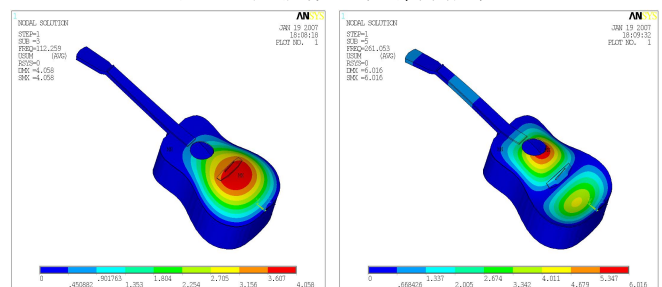 1
NODAL SOLUTION
STEP=1
SUB =3
FREQ=112.259
USUM (AVG)
RSYS=0
DMX =4.058
SMX =4.058
ANSYS
JAN 19 2007
18:08:18
PLOT NO. 1
0 .901763 1.804 2.705 3.607
.450882 1.353 2.254 3.156 4.058
1
NODAL SOLUTION
STEP=1
SUB =5
FREQ=261.053
USUM (AVG)
RSYS=0
DMX =6.016
SMX =6.016
ANSYS
JAN 19 2007
18:09:32
PLOT NO. 1
0 1.337 2.674 4.011 5.347
.668426 2.005 3.342 4.679 6.016